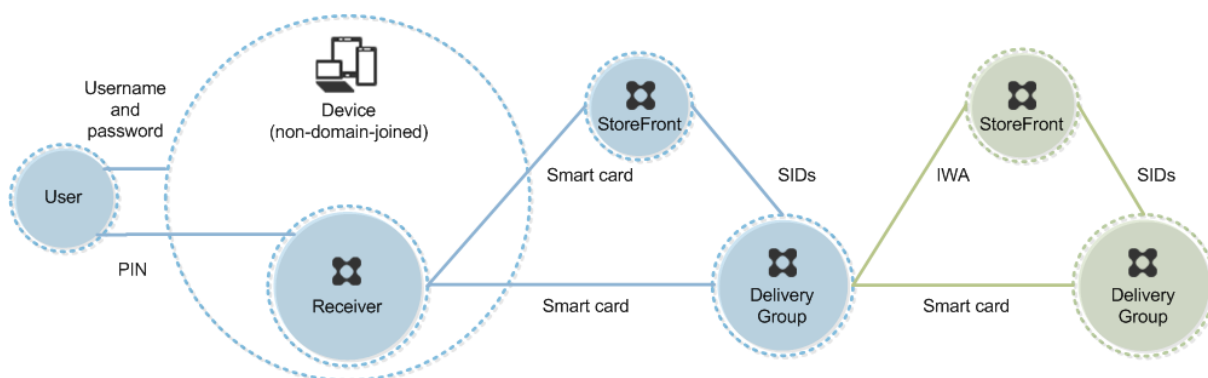 Username
and
password
User
PIN
Device
(non-domain-joined)
Receiver
StoreFront
Smart card
SIDs
Smart card
Delivery
Group
StoreFront
IWA
SIDs
Smart card
Delivery
Group